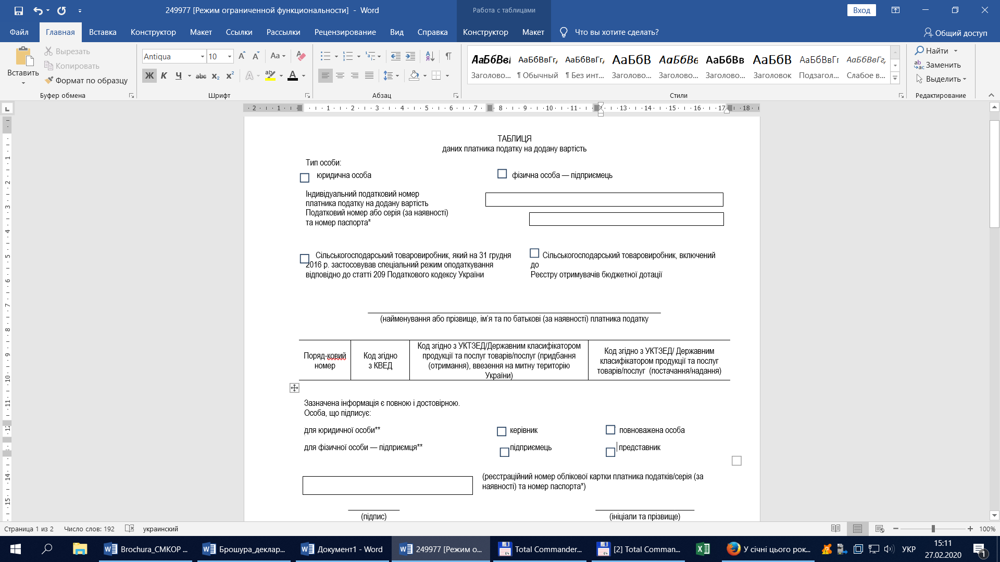 249977 [Режим ограниченной функциональности] - Word
Работа с таблицами
Вход
Файл Главная Вставка Конструктор Макет Ссылки Рассылки Рецензирование Вид Справка Конструктор Макет Что вы хотите сделать? Общий доступ
Вставить
Вырезать
Копировать
Формат по образцу
Буфер обмена
Antiqua 10
Шрифт
Абзац
Заголово... ¶ Обычный ¶ Без инт... Заголово... Заголово... Заголово... Заголовок Подзагол... Слабое в...
Стили
Найти
Заменить
Выделить
Редактирование
ТАБЛИЦЯ
даних платника податку на додану вартість
Тип особи:
юридична особа фізична особа — підприємець
Індивідуальний податковий номер
платника податку на додану вартість
Податковий номер або серія (за наявності)
та номер паспорта*
Сільськогосподарський товаровиробник, який на 31 грудня
2016 р. застосовував спеціальний режим оподаткування
відповідно до статті 209 Податкового кодексу України
Сільськогосподарський товаровиробник, включений
до
Реєстру отримувачів бюджетної дотації
(найменування або прізвище, ім’я та по батькові (за наявності) платника податку
Поряд-ковий
номер
Код згідно
з КВЕД
Код згідно з УКТЗЕД/Державним класифікатором
продукції та послуг товарів/послуг (придбання
(отримання), ввезення на митну територію
України)
Код згідно з УКТЗЕД/ Державним
класифікатором продукції та послуг
товарів/послуг (постачання/надання)
Зазначена інформація є повною і достовірною.
Особа, що підписує:
для юридичної особи** керівник повноважена особа
для фізичної особи — підприємця** підприємець представник
(реєстраційний номер облікової картки платника податків/серія (за
наявності) та номер паспорта*)
(підпис) (ініціали та прізвище)
Страница 1 из 2 Число слов: 192 украинский 100%
Brochura_СМКОР ... Брошура_деклар... Документ1 - Word 249977 [Режим о... Total Commander... [2] Total Comman... У січні цього рок... УКР
15:11
27.02.2020
1